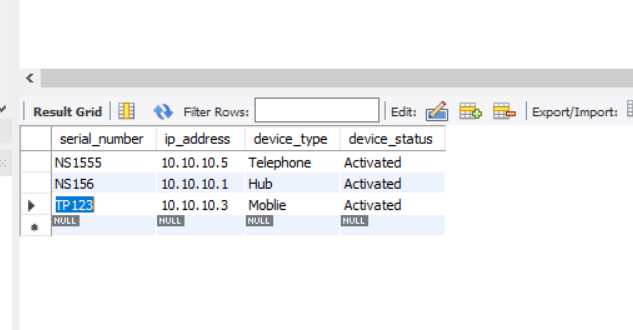 Result Grid Filter Rows: Edit: Export/Import:
serial_number ip_address device_type device_status
NS1555 10.10.10.5 Telephone Activated
NS156 10.10.10.1 Hub Activated
TP123 10.10.10.3 Moblie Activated
NULL NULL NULL NULL